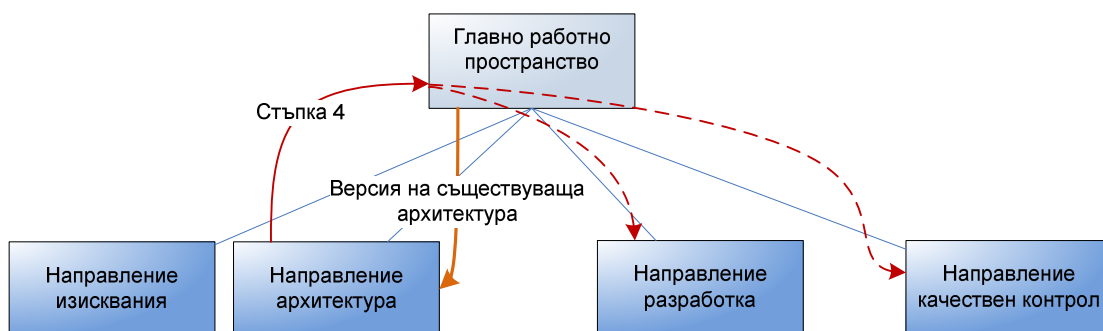 Главно работно
пространство
Стъпка 4
Версия на съществуваща
архитектура
Направление
изисквания
Направление
архитектура
Направление
разработка
Направление
качествен контрол